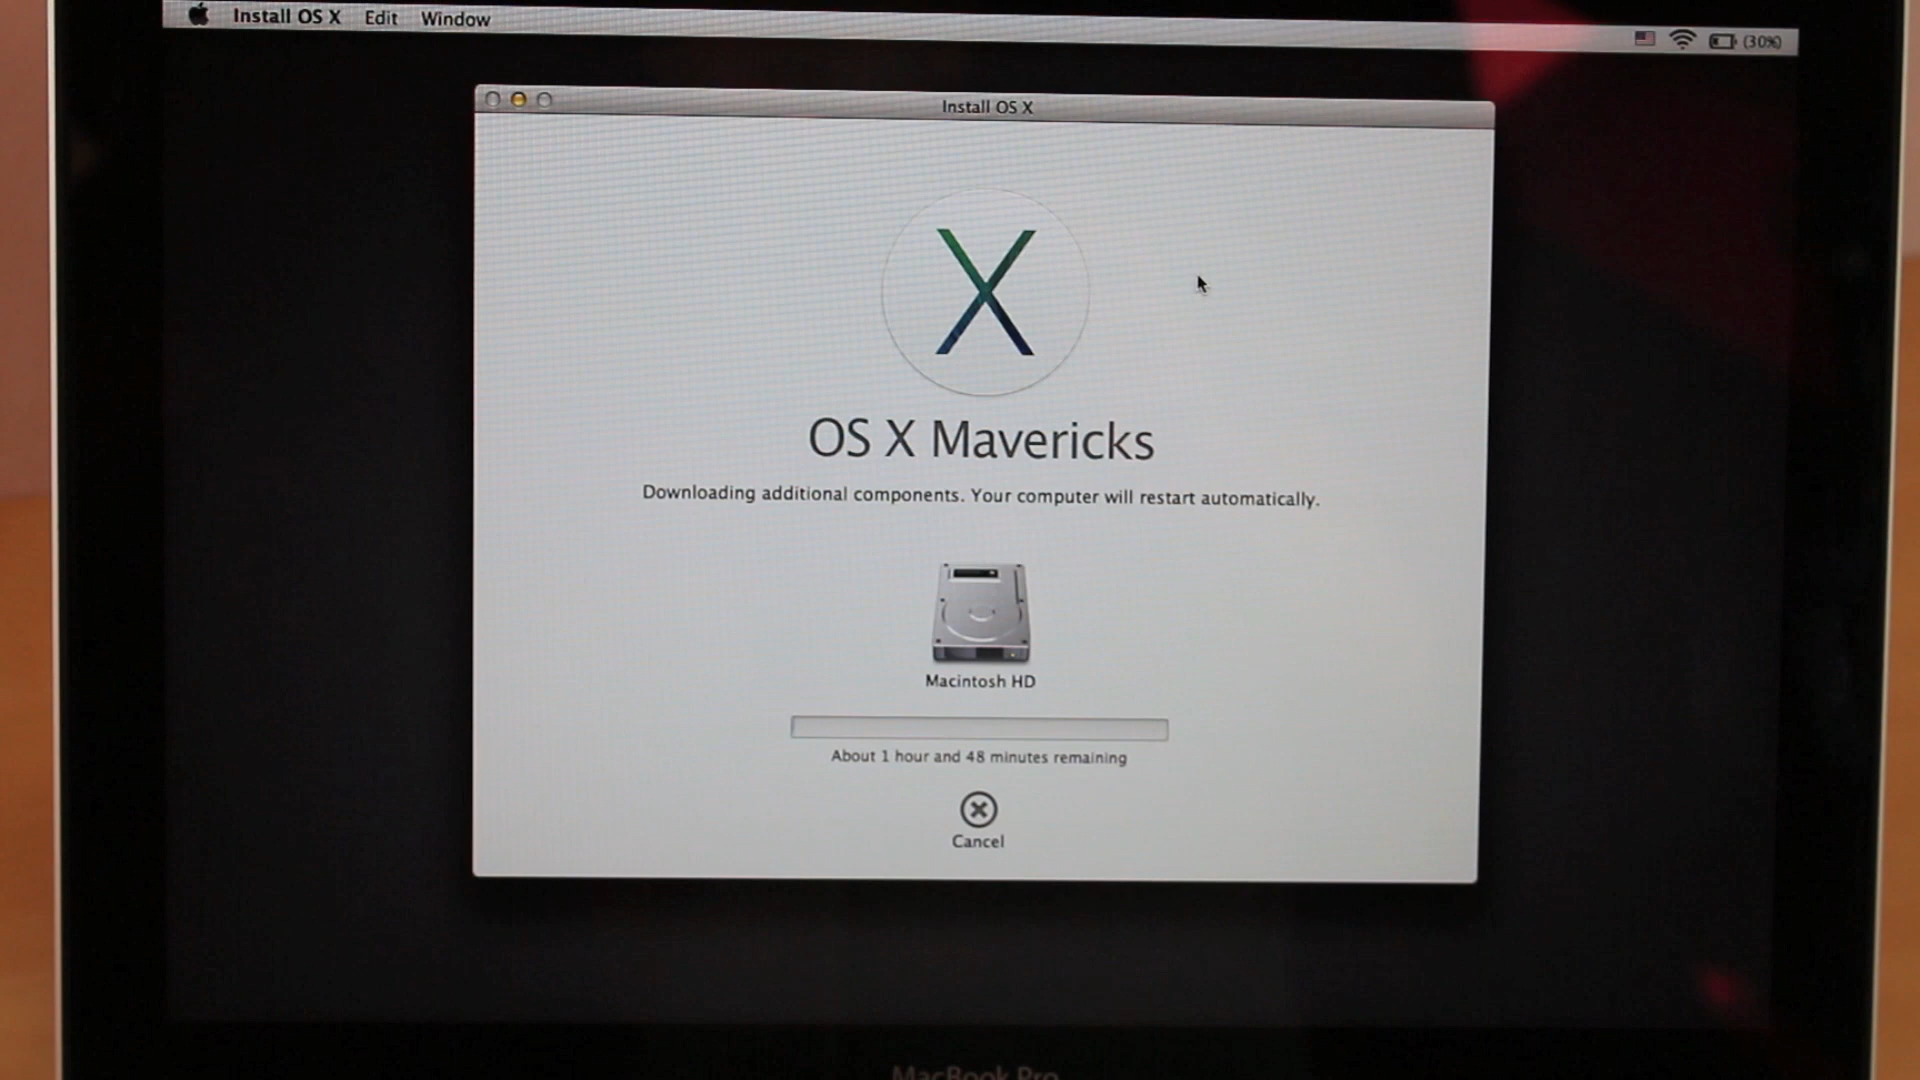 Install OS X Edit Window
(30%)
Install OS X
X
OS X Mavericks
Downloading additional components. Your computer will restart automatically.
Macintosh HD
About 1 hour and 48 minutes remaining
Cancel
MacBook Pro